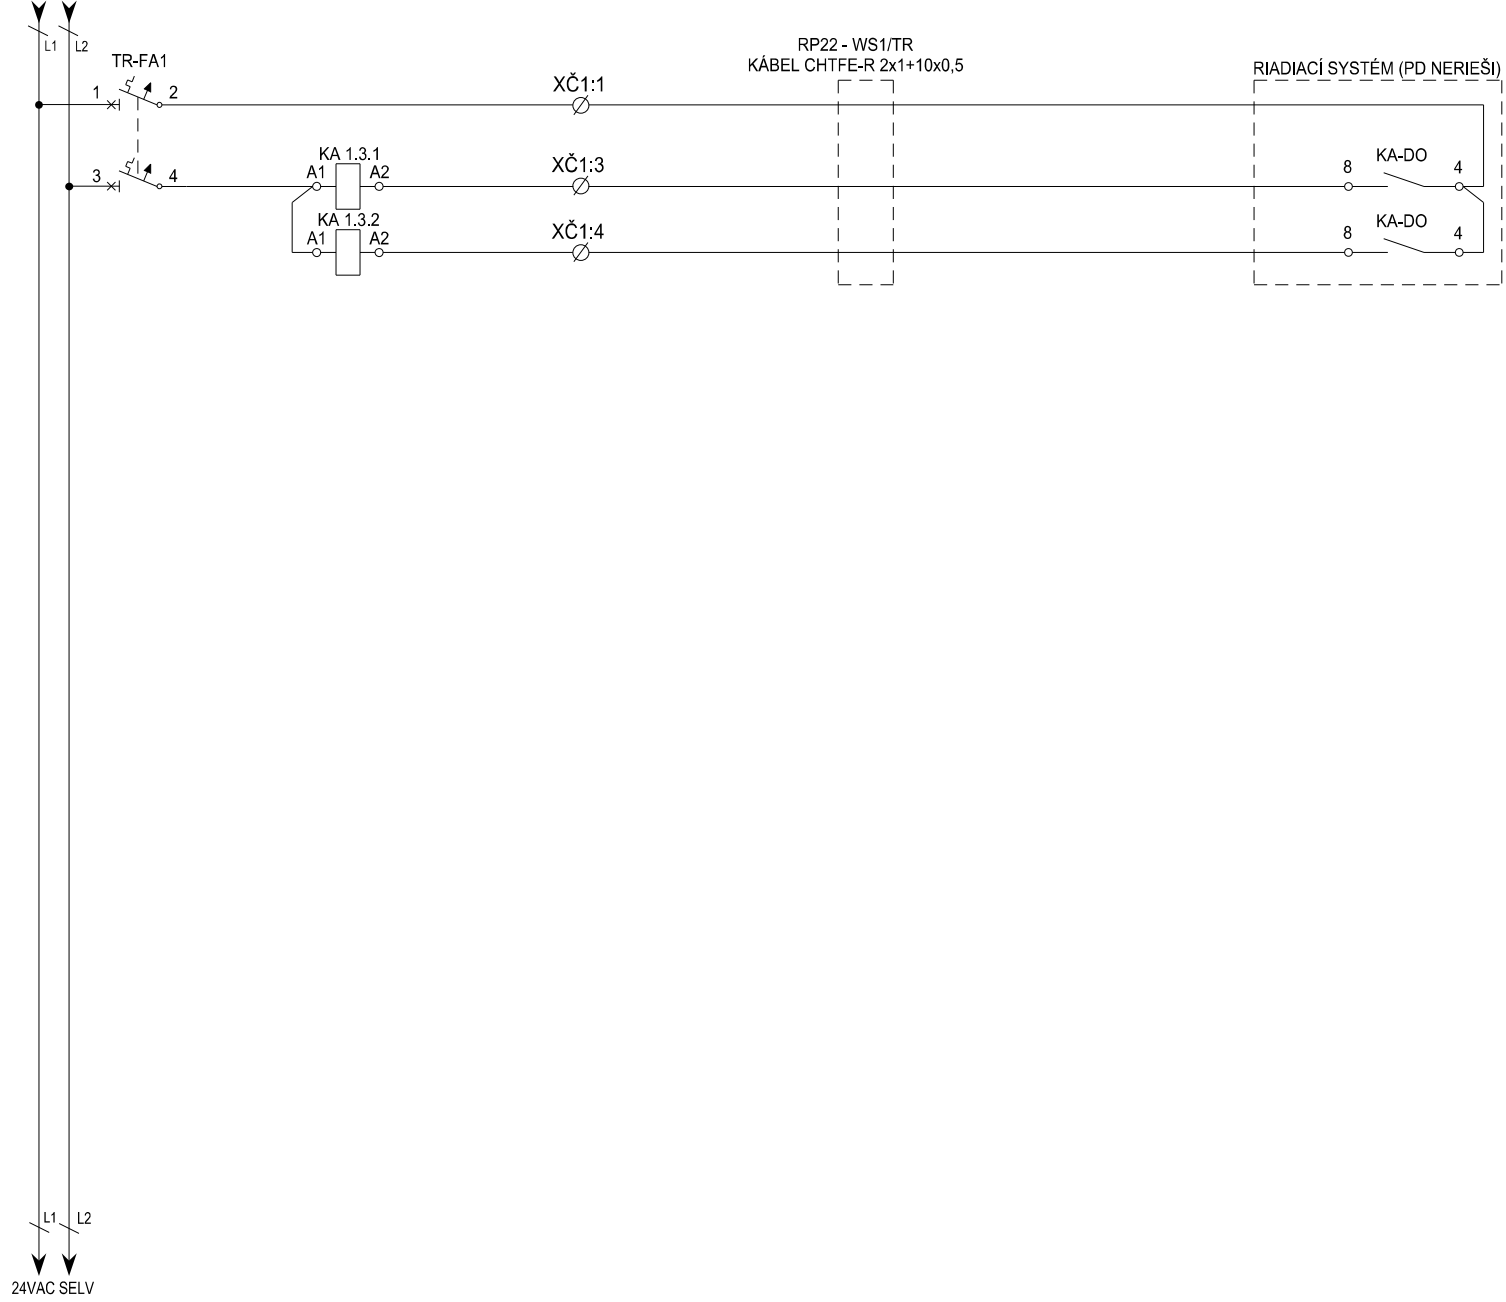 L1
L2
TR-FA1
1
2
XČ1:1
RP22 - WS1/TR
KÁBEL CHTFE-R 2x1+10x0,5
RIADIACÍ SYSTÉM (PD NERIEŠI)
3
4
KA 1.3.1
A1
A2
XČ1:3
8
KA-DO
4
KA 1.3.2
A1
A2
XČ1:4
8
KA-DO
4
L1
L2
24VAC SELV